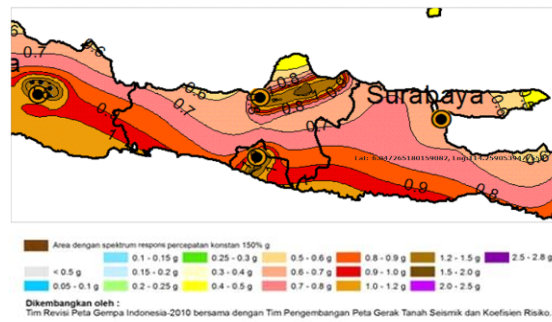 0.7
a
0.8
Surabaya
0.8
0.7
0.7
0.9
0.8
Area dengan spektrum respons percepatan konstan 150% g
< 0.5 g
0.05 - 0.1 g
0.1 - 0.15 g
0.15 - 0.2 g
0.2 - 0.25 g
0.25 - 0.3 g
0.3 - 0.4 g
0.4 - 0.5 g
0.5 - 0.6 g
0.6 - 0.7 g
0.7 - 0.8 g
0.8 - 0.9 g
0.9 - 1.0 g
1.0 - 1.2 g
1.2 - 1.5 g
1.5 - 2.0 g
2.0 - 2.5 g
2.5 - 2.8 g
Dikembangkan oleh :
Tim Revisi Peta Gempa Indonesia-2010 bersama dengan Tim Pengembangan Peta Gerak Tanah Seismik dan Koefisien Risiko.